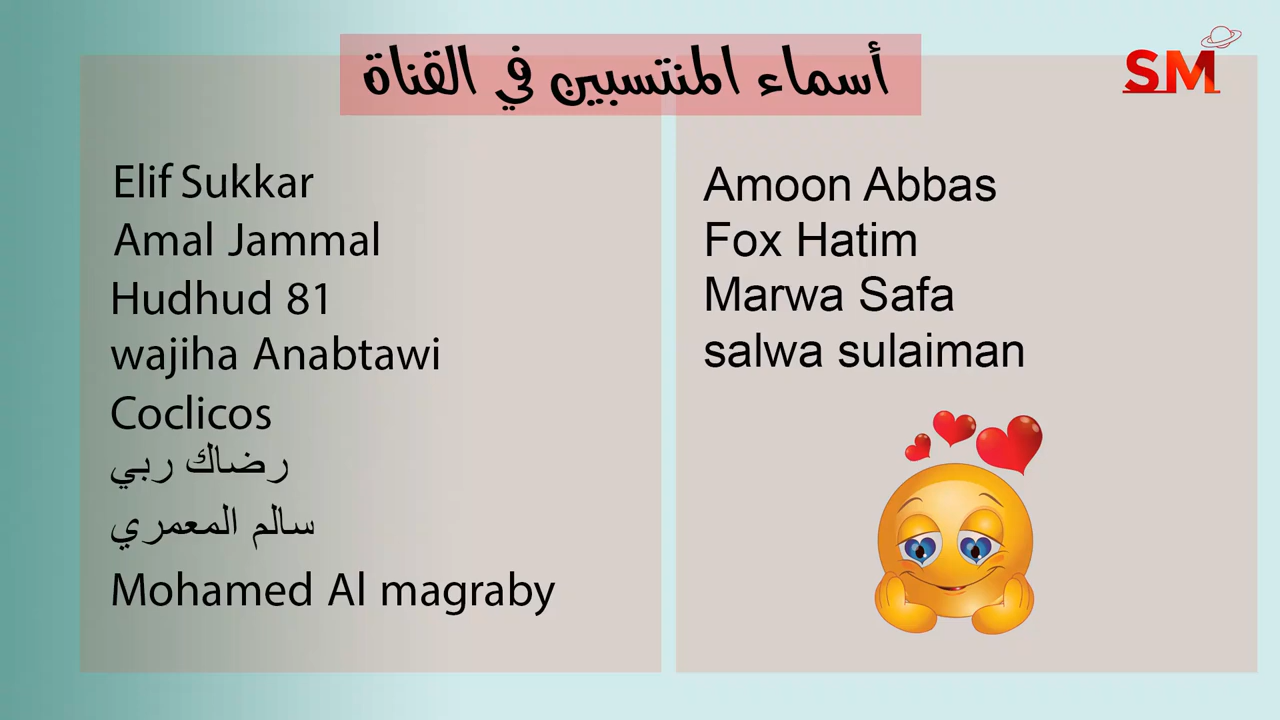 أسماء المنتسبين في القناة
SM
Elif Sukkar
Amal Jammal
Hudhud 81
wajiha Anabtawi
Coclicos
رضاك ربي
سالم المعمري
Mohamed Al magraby
Amoon Abbas
Fox Hatim
Marwa Safa
salwa sulaiman